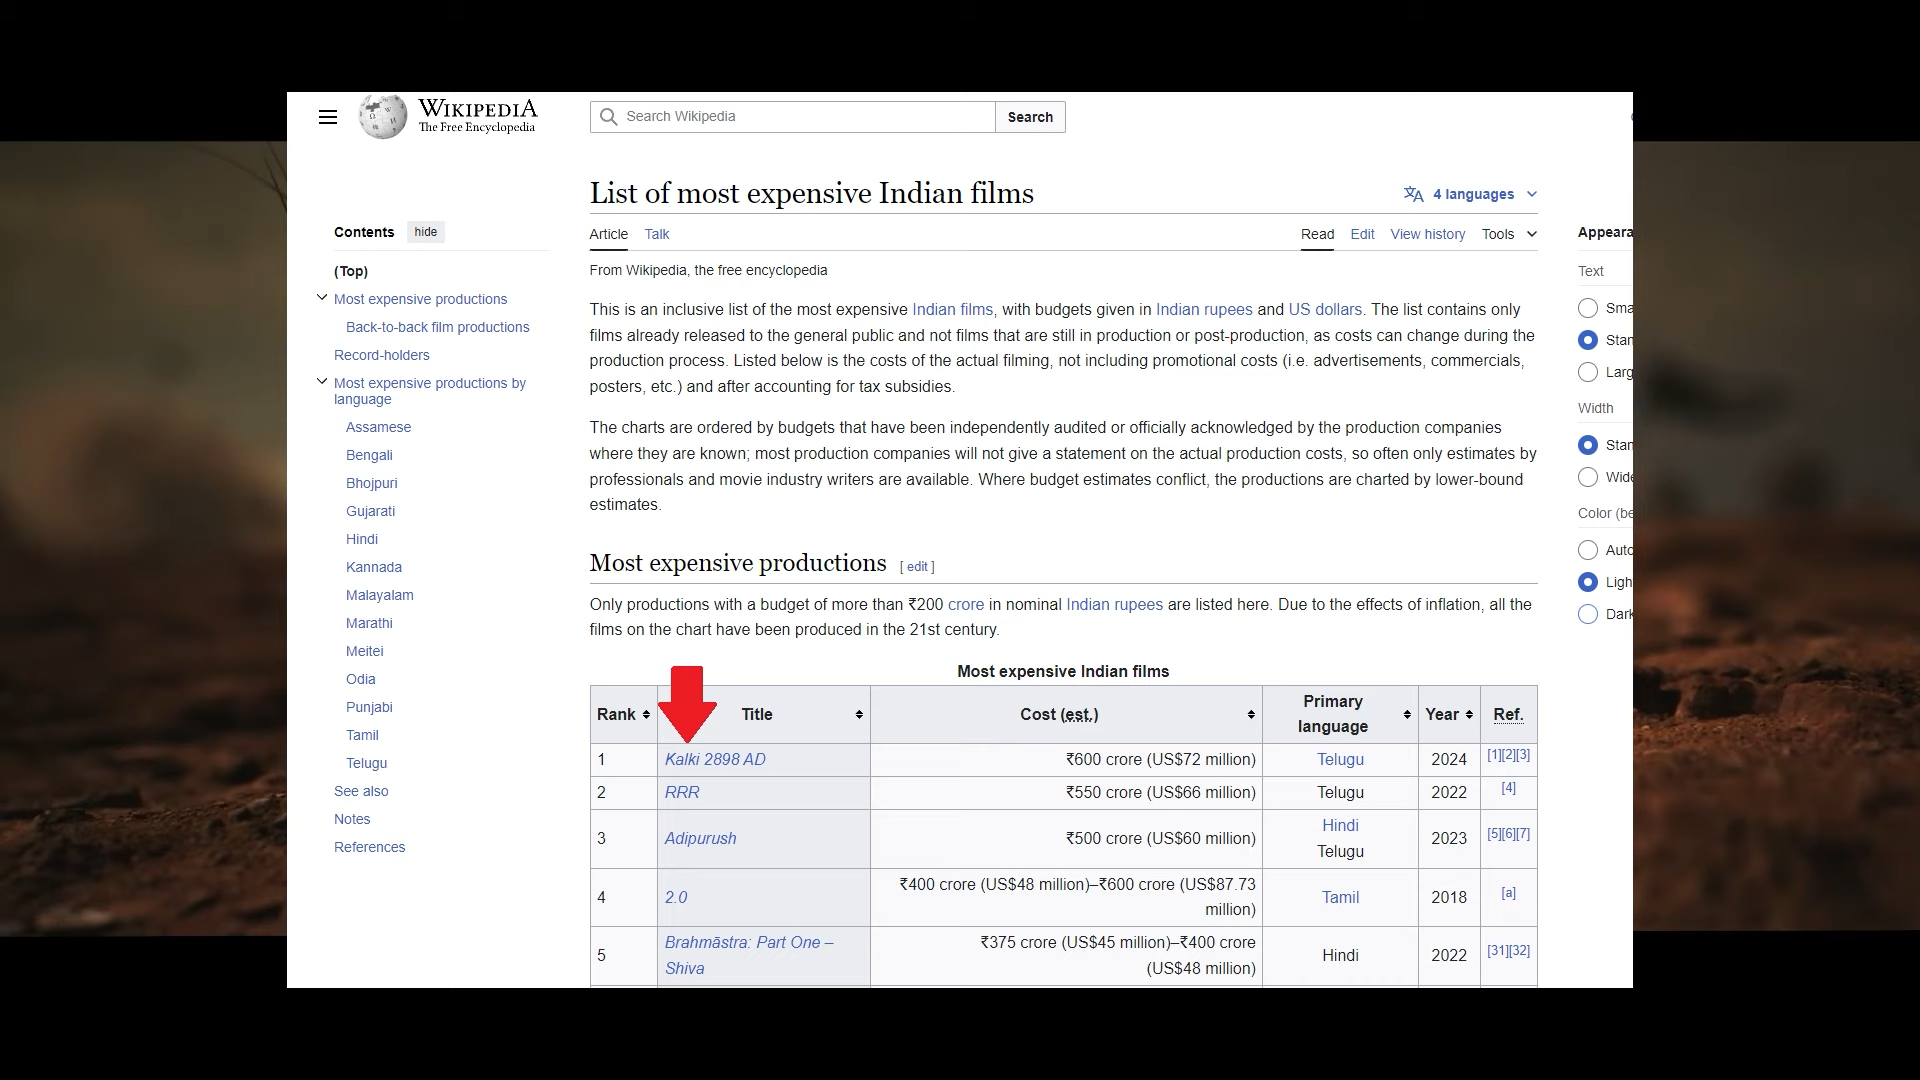 WIKIPEDIA
The Free Encyclopedia
Search Wikipedia
Search
List of most expensive Indian films
4 languages
Contents hide
(Top)
Most expensive productions
Back-to-back film productions
Record-holders
Most expensive productions by
language
Assamese
Bengali
Bhojpuri
Gujarati
Hindi
Kannada
Malayalam
Marathi
Meitei
Odia
Punjabi
Tamil
Telugu
See also
Notes
References
Article Talk Read Edit View history Tools
From Wikipedia, the free encyclopedia
This is an inclusive list of the most expensive Indian films, with budgets given in Indian rupees and US dollars. The list contains only
films already released to the general public and not films that are still in production or post-production, as costs can change during the
production process. Listed below is the costs of the actual filming, not including promotional costs (i.e. advertisements, commercials,
posters, etc.) and after accounting for tax subsidies.
The charts are ordered by budgets that have been independently audited or officially acknowledged by the production companies
where they are known; most production companies will not give a statement on the actual production costs, so often only estimates by
professionals and movie industry writers are available. Where budget estimates conflict, the productions are charted by lower-bound
estimates.
Most expensive productions [ edit ]
Only productions with a budget of more than ₹200 crore in nominal Indian rupees are listed here. Due to the effects of inflation, all the
films on the chart have been produced in the 21st century.
Most expensive Indian films
Rank Title Cost (est.) Primary language Year Ref.
1 Kalki 2898 AD ₹600 crore (US$72 million) Telugu 2024 [1][2][3]
2 RRR ₹550 crore (US$66 million) Telugu 2022 [4]
3 Adipurush ₹500 crore (US$60 million) Hindi Telugu 2023 [5][6][7]
4 2.0 ₹400 crore (US$48 million)–₹600 crore (US$87.73 million) Tamil 2018 [a]
5 Brahmāstra: Part One – Shiva ₹375 crore (US$45 million)–₹400 crore (US$48 million) Hindi 2022 [31][32]
Appeara
Text
Sma
Stan
Larg
Width
Stan
Wide
Color (be
Auto
Ligh
Dark